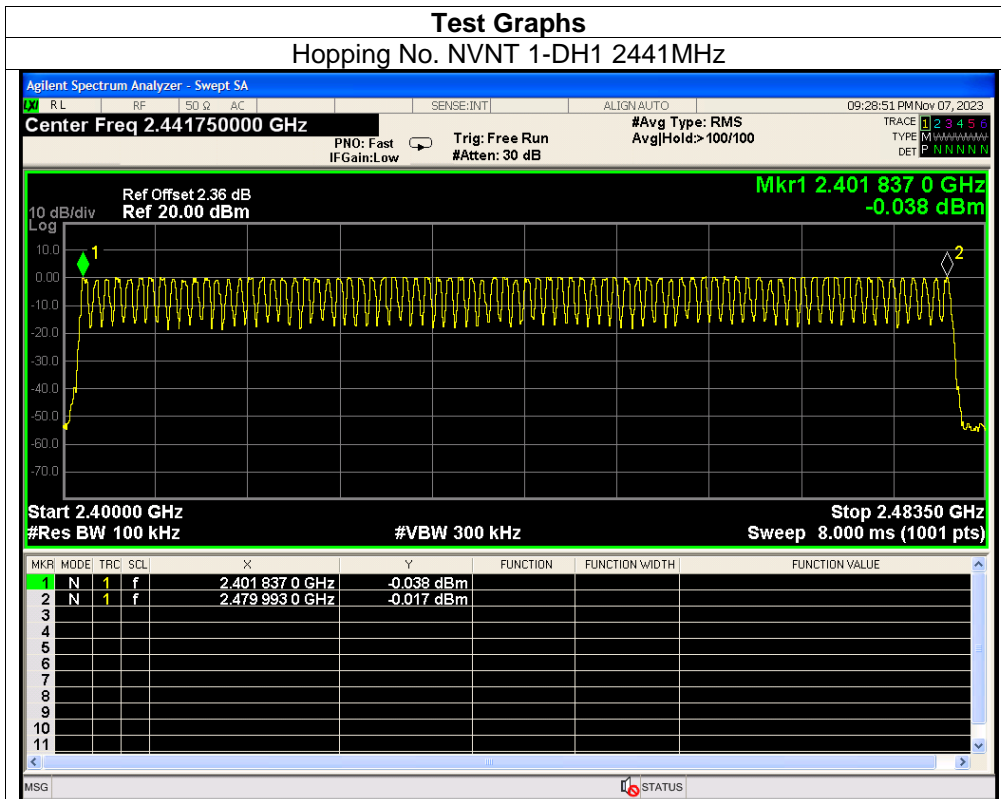 Test Graphs
Hopping No. NVNT 1-DH1 2441MHz
Agilent Spectrum Analyzer - Swept SA
LXI RL RF 50 Ω AC SENSE:INT ALIGN AUTO 09:28:51 PM Nov 07, 2023
Center Freq 2.441750000 GHz #Avg Type: RMS TRACE 1 2 3 4 5 6
PNO: Fast Trig: Free Run Avg|Hold:>100/100 TYPE M
IFGain:Low #Atten: 30 dB DET P N N N N N
Mkr1 2.401 837 0 GHz
Ref Offset 2.36 dB
-0.038 dBm
10 dB/div Ref 20.00 dBm
Log
10.0
1
2
0.00
-10.0
-20.0
-30.0
-40.0
-50.0
-60.0
-70.0
Start 2.40000 GHz Stop 2.48350 GHz
#Res BW 100 kHz #VBW 300 kHz Sweep 8.000 ms (1001 pts)
MKR MODE TRC SCL X Y FUNCTION FUNCTION WIDTH FUNCTION VALUE
1 N 1 f 2.401 837 0 GHz -0.038 dBm
2 N 1 f 2.479 993 0 GHz -0.017 dBm
3
4
5
6
7
8
9
10
11
MSG STATUS